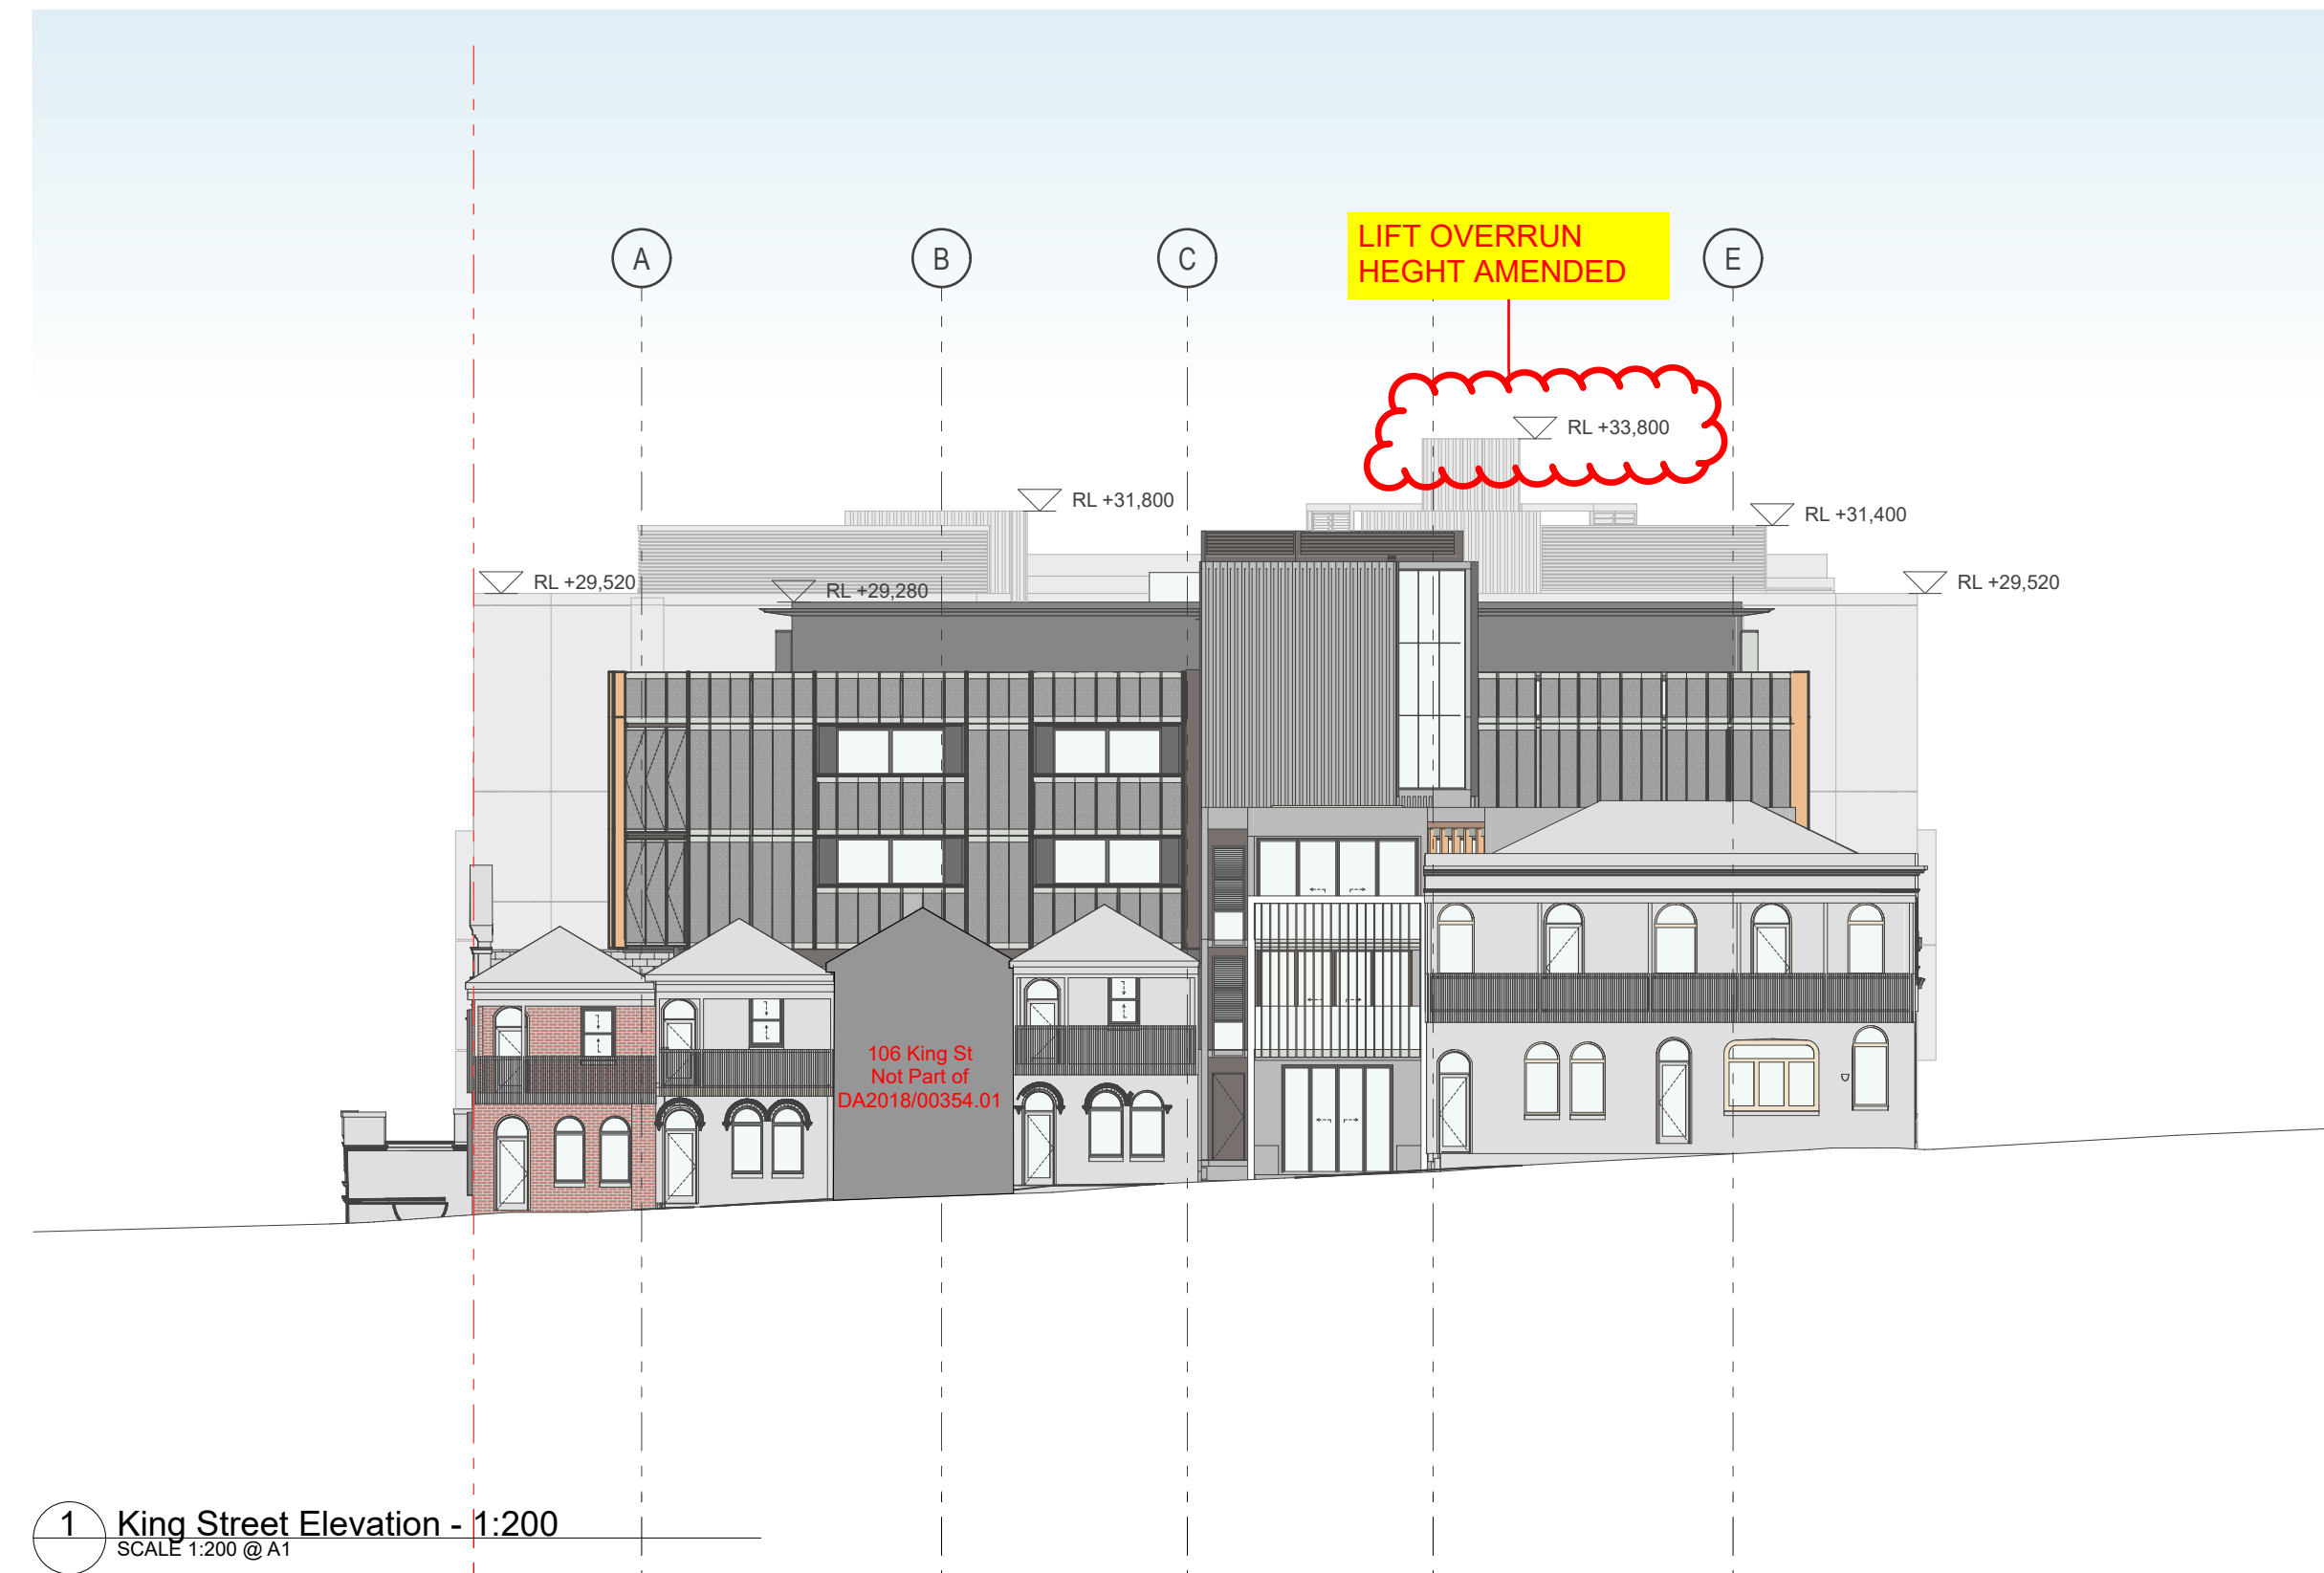 LIFT OVERRUN
HEGHT AMENDED
A
B
C
E
RL +33,800
RL +31,800
RL +31,400
RL +29,520
RL +29,280
RL +29,520
106 King St
Not Part of
DA2018/00354.01
1
King Street Elevation - 1:200
SCALE 1:200 @ A1